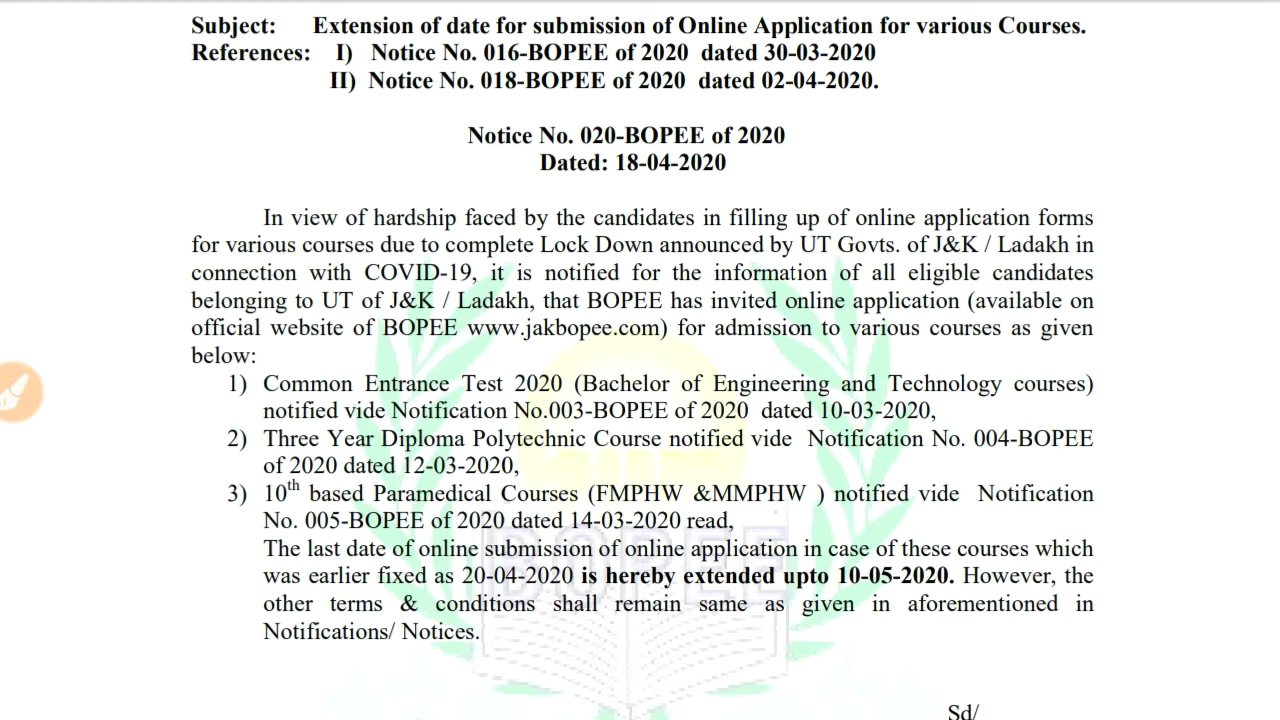 Subject: Extension of date for submission of Online Application for various Courses.
References: I) Notice No. 016-BOPEE of 2020 dated 30-03-2020
II) Notice No. 018-BOPEE of 2020 dated 02-04-2020.
Notice No. 020-BOPEE of 2020
Dated: 18-04-2020
In view of hardship faced by the candidates in filling up of online application forms
for various courses due to complete Lock Down announced by UT Govts. of J&K / Ladakh in
connection with COVID-19, it is notified for the information of all eligible candidates
belonging to UT of J&K / Ladakh, that BOPEE has invited online application (available on
official website of BOPEE www.jakbopee.com) for admission to various courses as given
below:
1) Common Entrance Test 2020 (Bachelor of Engineering and Technology courses)
notified vide Notification No.003-BOPEE of 2020 dated 10-03-2020,
2) Three Year Diploma Polytechnic Course notified vide Notification No. 004-BOPEE
of 2020 dated 12-03-2020,
3) 10th based Paramedical Courses (FMPHW &MMPHW ) notified vide Notification
No. 005-BOPEE of 2020 dated 14-03-2020 read,
The last date of online submission of online application in case of these courses which
was earlier fixed as 20-04-2020 is hereby extended upto 10-05-2020. However, the
other terms & conditions shall remain same as given in aforementioned in
Notifications/ Notices.
BOPEE
Sd/